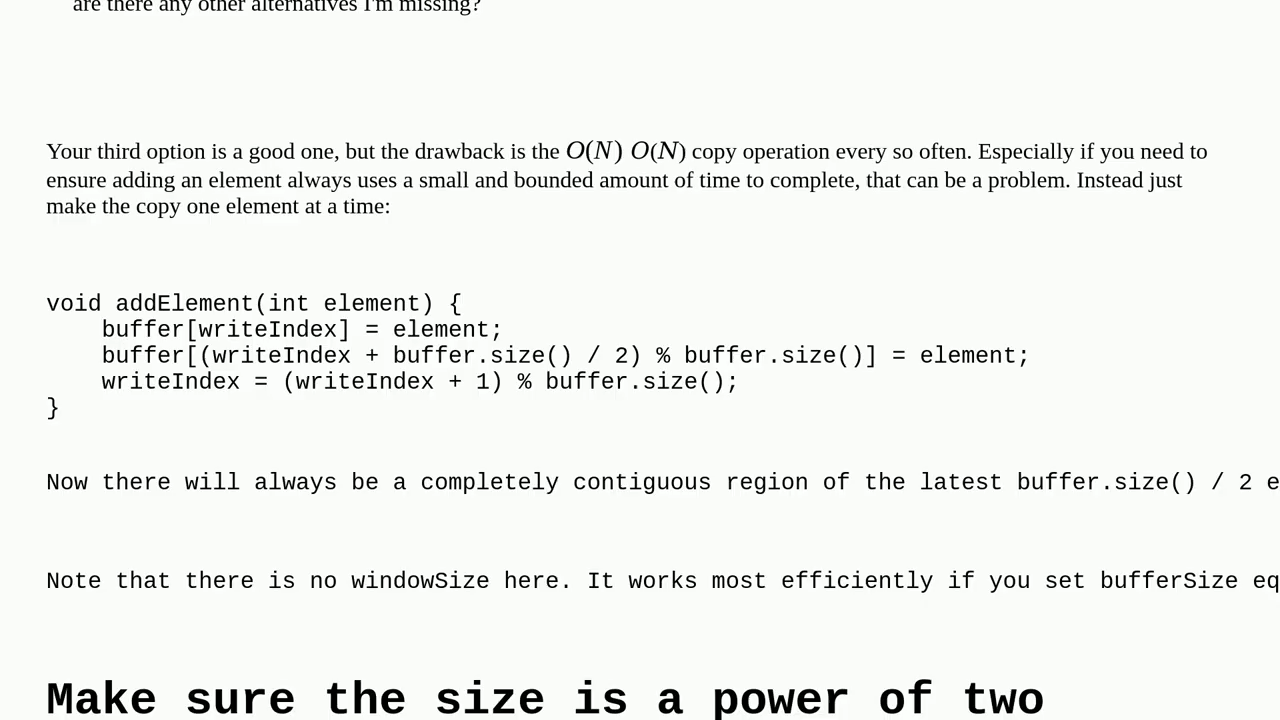 are there any other alternatives I'm missing?
Your third option is a good one, but the drawback is the O(N) O(N) copy operation every so often. Especially if you need to
ensure adding an element always uses a small and bounded amount of time to complete, that can be a problem. Instead just
make the copy one element at a time:
void addElement(int element) {
    buffer[writeIndex] = element;
    buffer[(writeIndex + buffer.size() / 2) % buffer.size()] = element;
    writeIndex = (writeIndex + 1) % buffer.size();
}
Now there will always be a completely contiguous region of the latest buffer.size() / 2 e
Note that there is no windowSize here. It works most efficiently if you set bufferSize eq
Make sure the size is a power of two